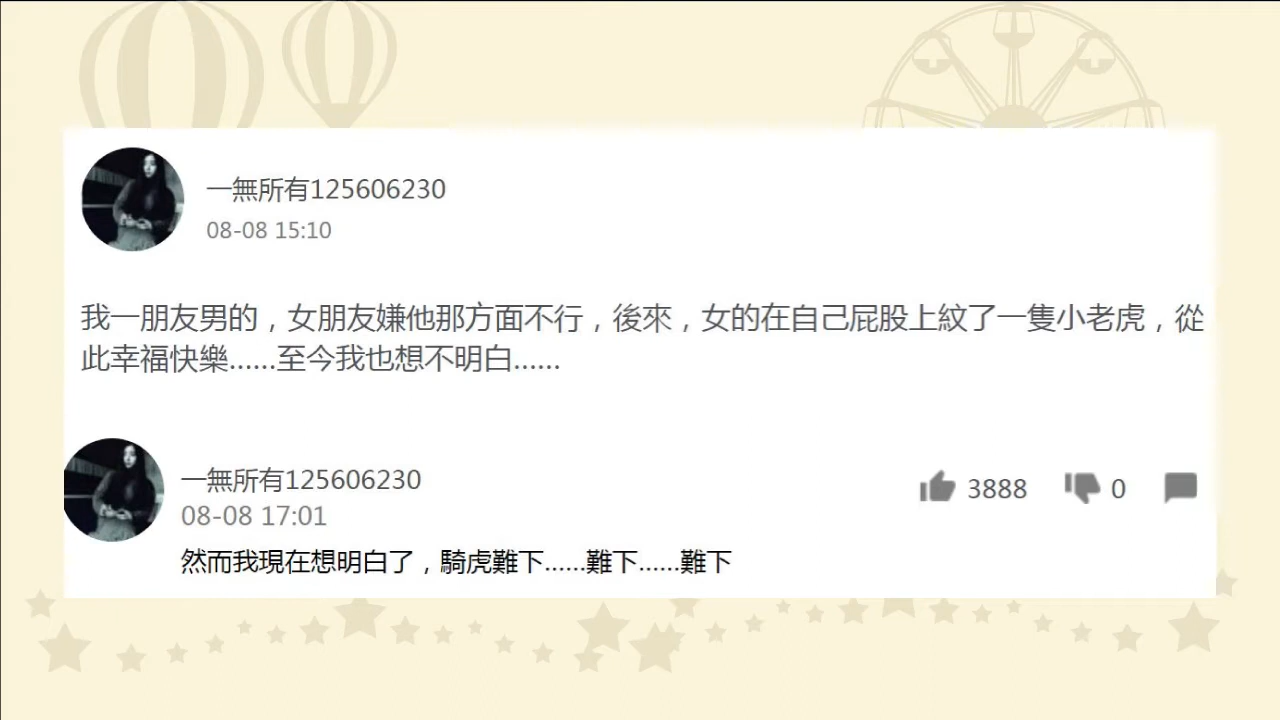 一無所有125606230
08-08 15:10
我一朋友男的，女朋友嫌他那方面不行，後來，女的在自己屁股上紋了一隻小老虎，從
此幸福快樂……至今我也想不明白……
一無所有125606230
3888
0
08-08 17:01
然而我現在想明白了，騎虎難下……難下……難下